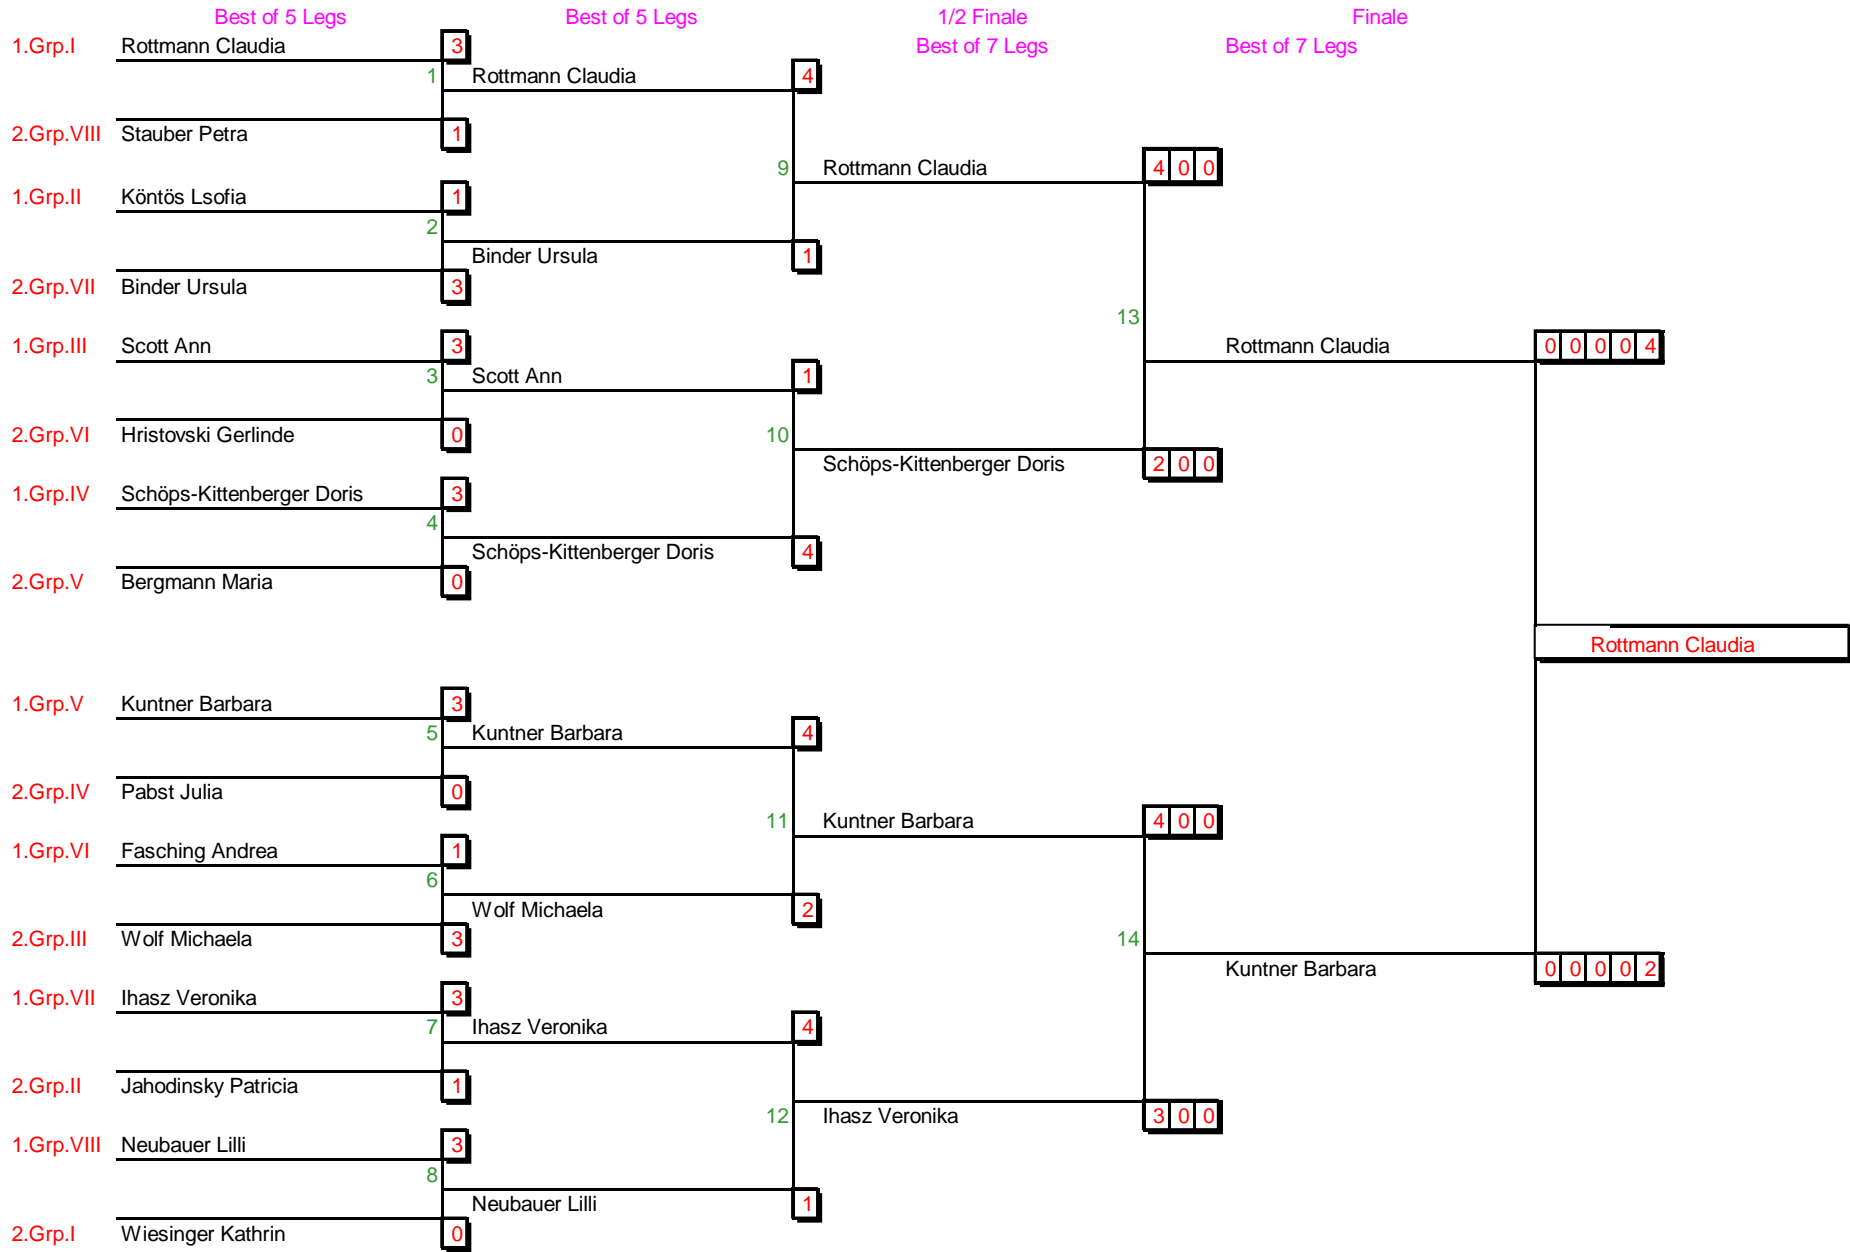 Best of 5 Legs Best of 5 Legs 1/2 Finale Finale
1.Grp.I Rottmann Claudia 3 Best of 7 Legs Best of 7 Legs
1 Rottmann Claudia 4
2.Grp.VIII Stauber Petra 1
9 Rottmann Claudia 4 0 0
1.Grp.II Köntös Lsofia 1
2
Binder Ursula 1
2.Grp.VII Binder Ursula 3
13
1.Grp.III Scott Ann 3 Rottmann Claudia 0 0 0 0 4
3 Scott Ann 1
2.Grp.VI Hristovski Gerlinde 0 10
Schöps-Kittenberger Doris 2 0 0
1.Grp.IV Schöps-Kittenberger Doris 3
4
Schöps-Kittenberger Doris 4
2.Grp.V Bergmann Maria 0
Rottmann Claudia
1.Grp.V Kuntner Barbara 3
5 Kuntner Barbara 4
2.Grp.IV Pabst Julia 0
11 Kuntner Barbara 4 0 0
1.Grp.VI Fasching Andrea 1
6
Wolf Michaela 2
2.Grp.III Wolf Michaela 3 14
Kuntner Barbara 0 0 0 0 2
1.Grp.VII Ihasz Veronika 3
7 Ihasz Veronika 4
2.Grp.II Jahodinsky Patricia 1
12 Ihasz Veronika 3 0 0
1.Grp.VIII Neubauer Lilli 3
8
Neubauer Lilli 1
2.Grp.I Wiesinger Kathrin 0